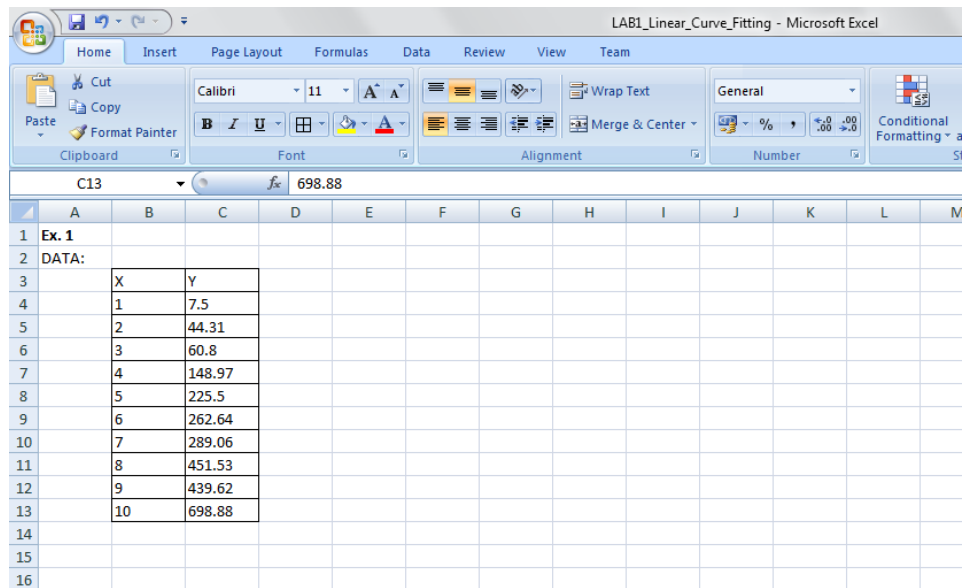 LAB1_Linear_Curve_Fitting - Microsoft Excel
Home Insert Page Layout Formulas Data Review View Team
Paste
Cut
Copy
Format Painter
Clipboard
Calibri 11 A A
B I U A
Font
Wrap Text
Merge & Center
Alignment
General
% , .0 .00 .00 .0
Number
Conditional
Formatting
C13 fx 698.88
A B C D E F G H I J K L M
1 Ex. 1
2 DATA:
3 X Y
4 1 7.5
5 2 44.31
6 3 60.8
7 4 148.97
8 5 225.5
9 6 262.64
10 7 289.06
11 8 451.53
12 9 439.62
13 10 698.88
14
15
16